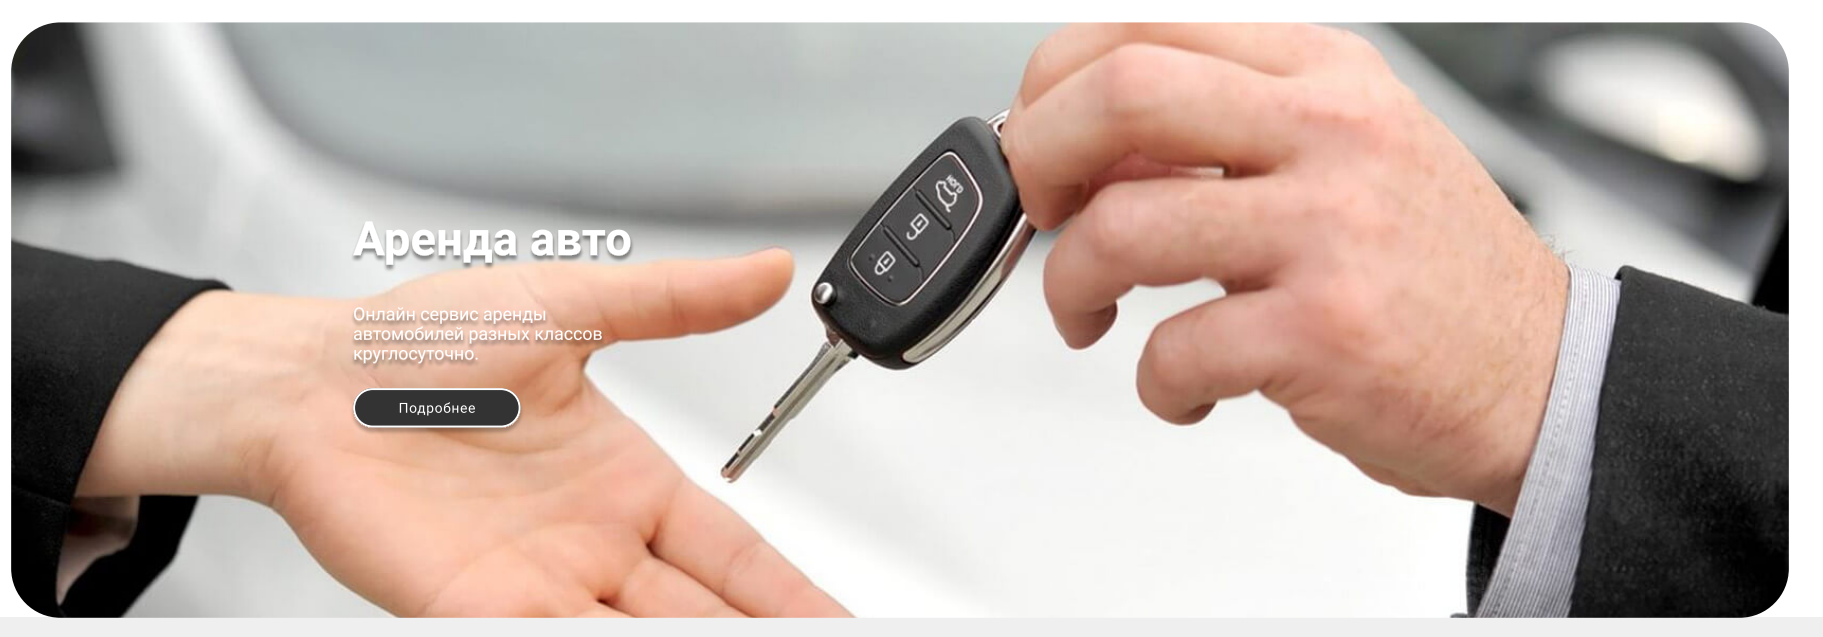 Аренда авто
Онлайн сервис аренды
автомобилей разных классов
круглосуточно.
Подробнее